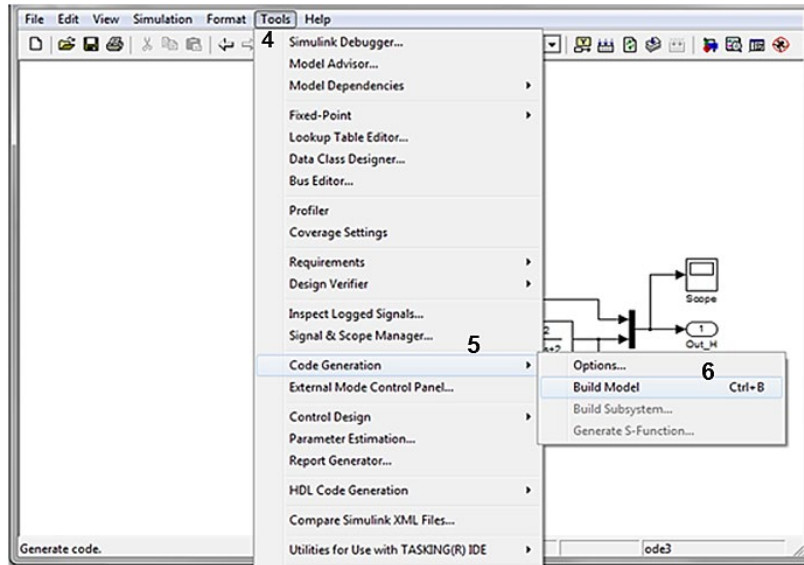 File Edit View Simulation Format Tools Help
4
Simulink Debugger...
Model Advisor...
Model Dependencies
Fixed-Point
Lookup Table Editor...
Data Class Designer...
Bus Editor...
Profiler
Coverage Settings
Requirements
Design Verifier
Inspect Logged Signals...
Signal & Scope Manager...
5
Code Generation
External Mode Control Panel...
Control Design
Parameter Estimation...
Report Generator...
HDL Code Generation
Compare Simulink XML Files...
Utilities for Use with TASKING(R) IDE
Scope
2
s+2
1
Out_H
Options...
6
Build Model Ctrl+B
Build Subsystem...
Generate S-Function...
Generate code.
ode3